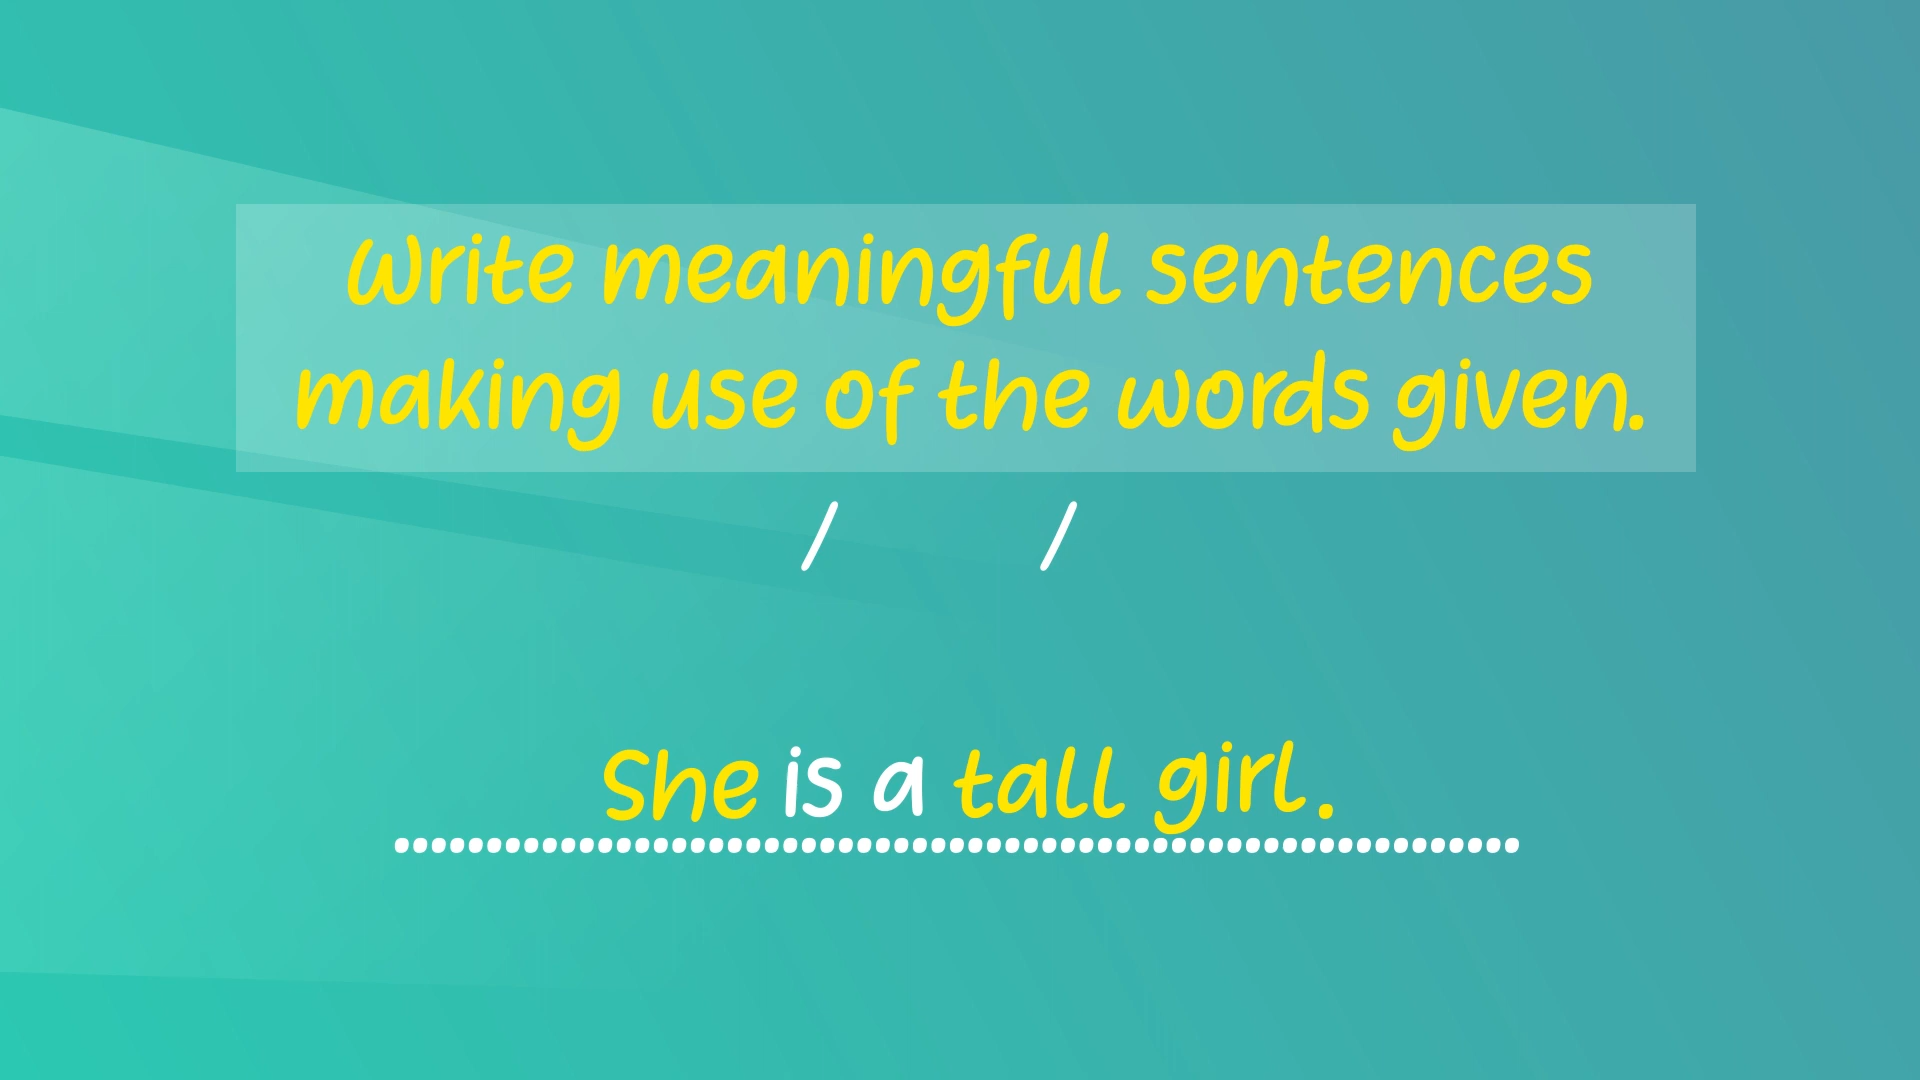 Write meaningful sentences
making use of the words given.
/ /
She is a tall girl.